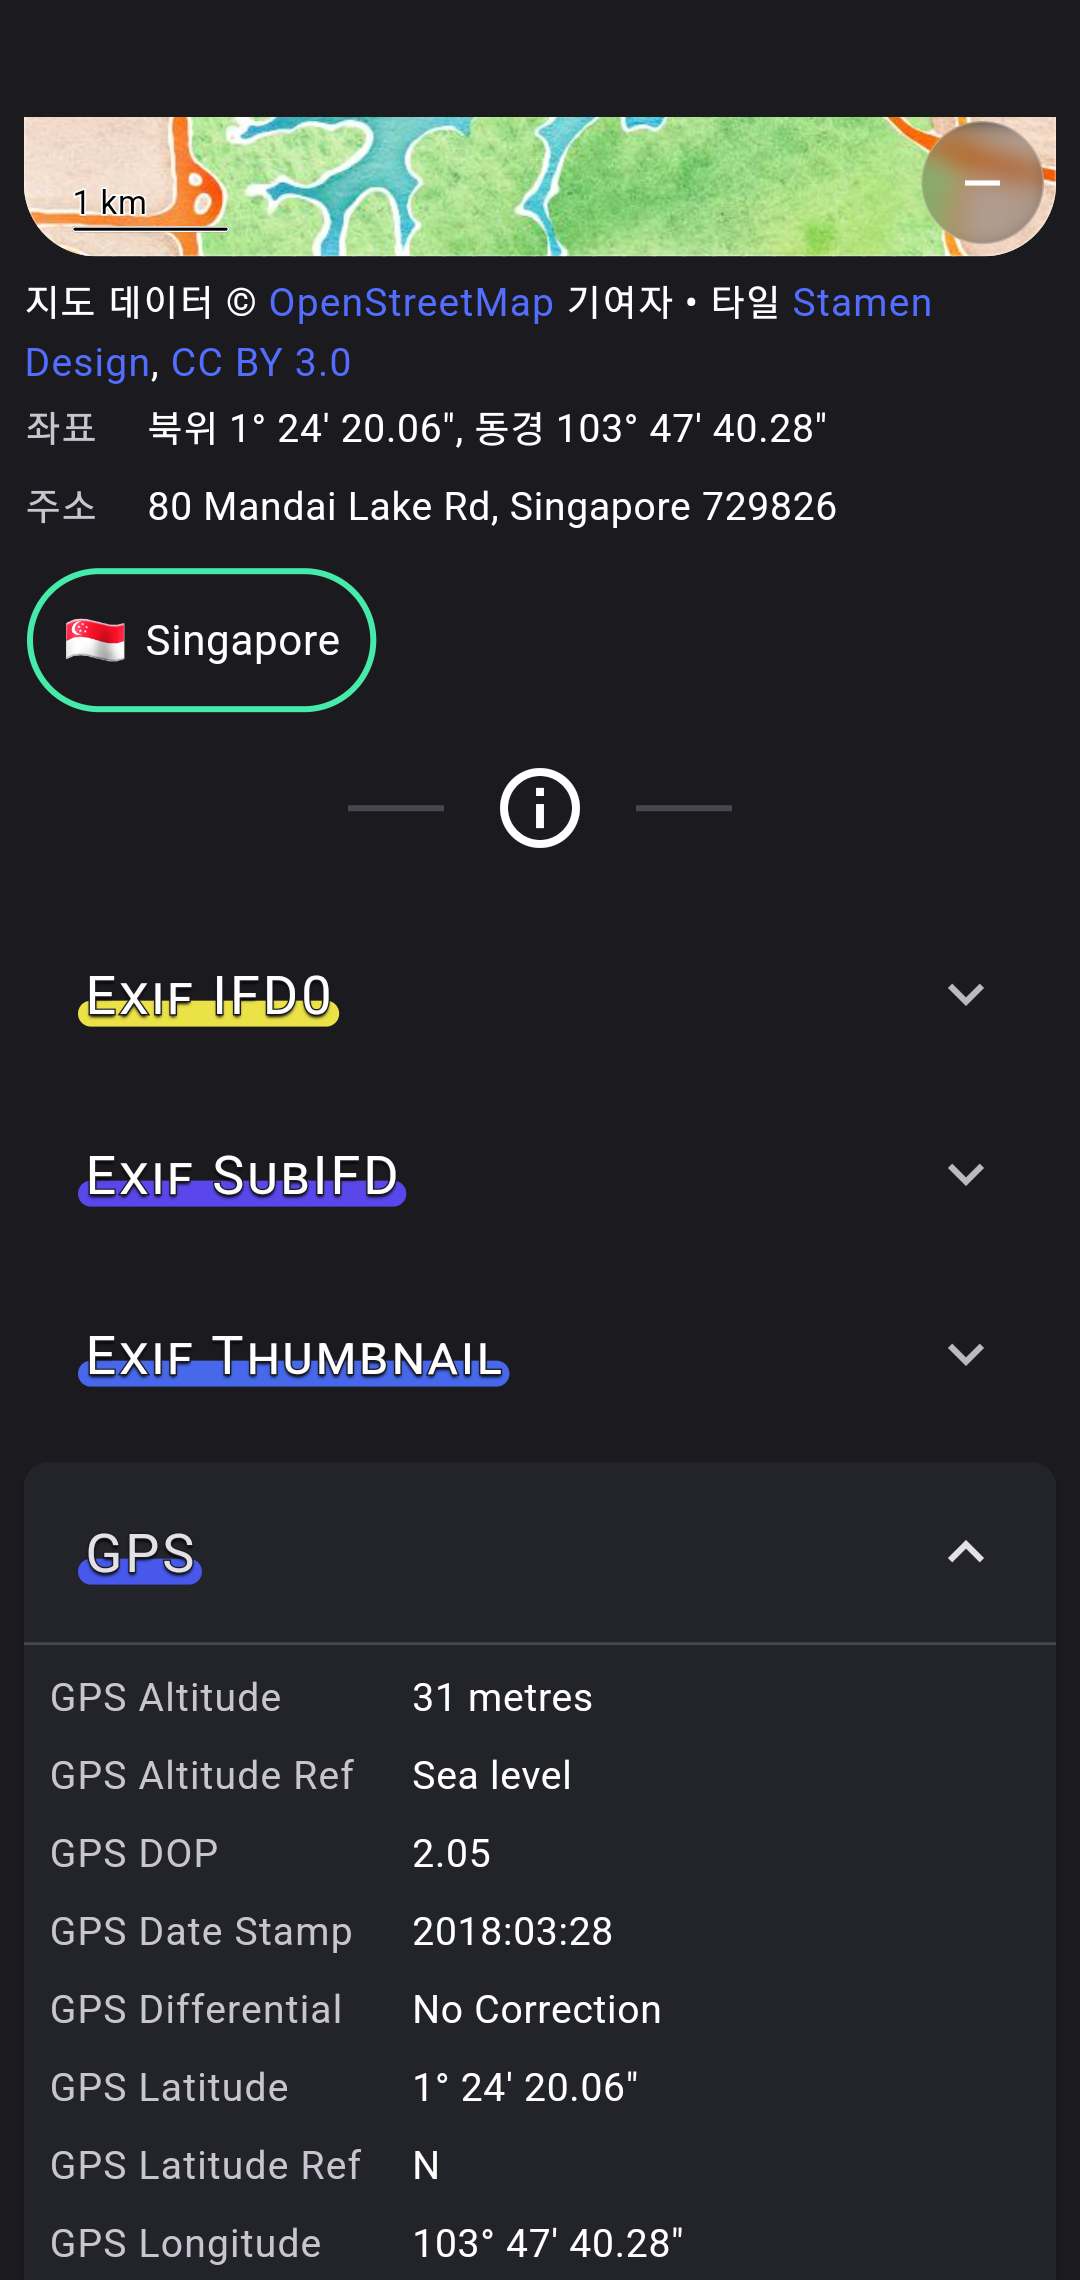 1 km
지도 데이터 © OpenStreetMap 기여자 • 타일 Stamen
Design, CC BY 3.0
좌표 북위 1° 24' 20.06", 동경 103° 47' 40.28"
주소 80 Mandai Lake Rd, Singapore 729826
Singapore
Exif IFD0
Exif SubIFD
Exif Thumbnail
GPS
GPS Altitude 31 metres
GPS Altitude Ref Sea level
GPS DOP 2.05
GPS Date Stamp 2018:03:28
GPS Differential No Correction
GPS Latitude 1° 24' 20.06"
GPS Latitude Ref N
GPS Longitude 103° 47' 40.28"